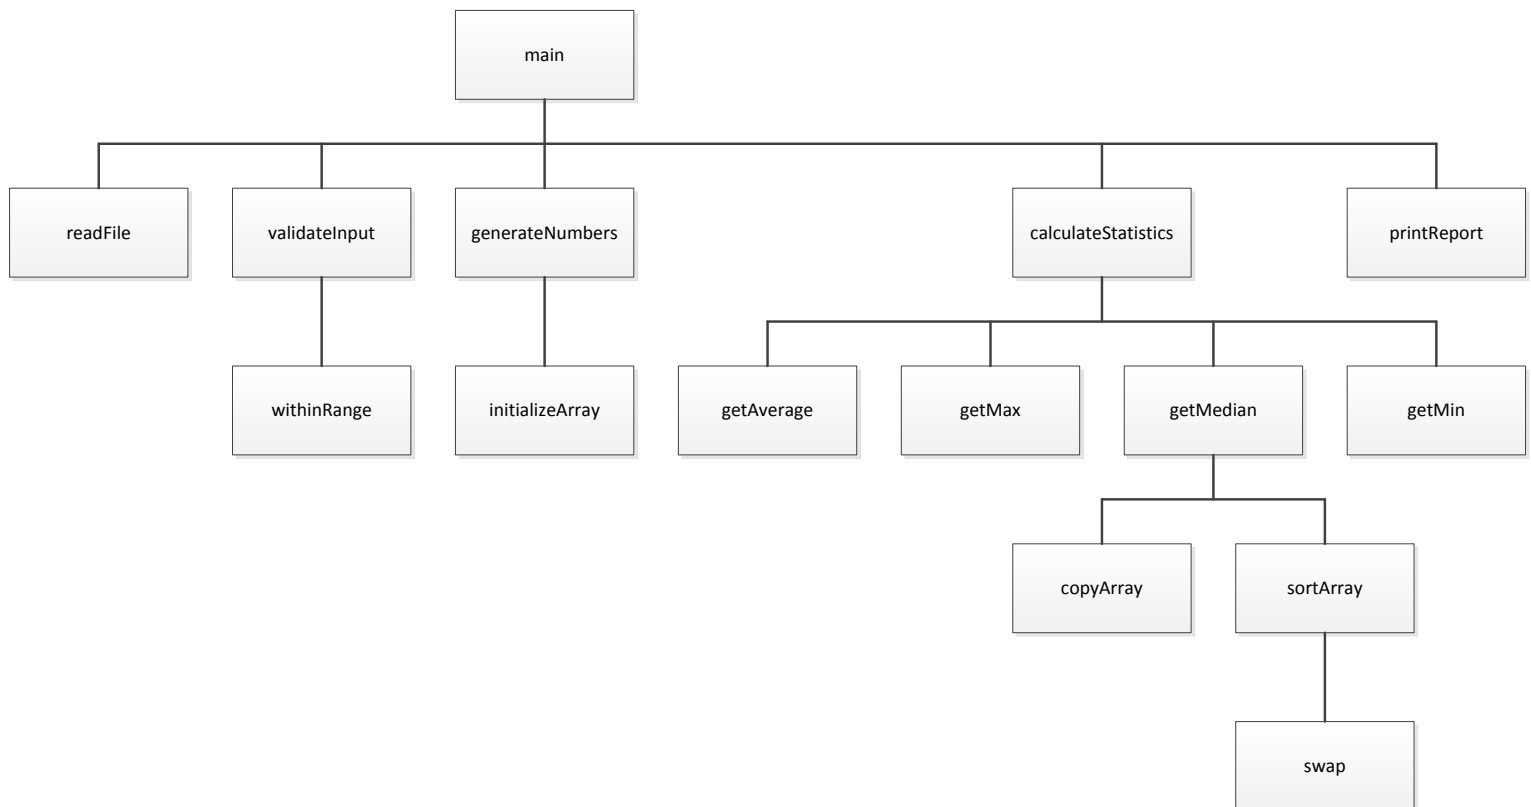 main
readFile
validateInput
generateNumbers
calculateStatistics
printReport
withinRange
initializeArray
getAverage
getMax
getMedian
getMin
copyArray
sortArray
swap